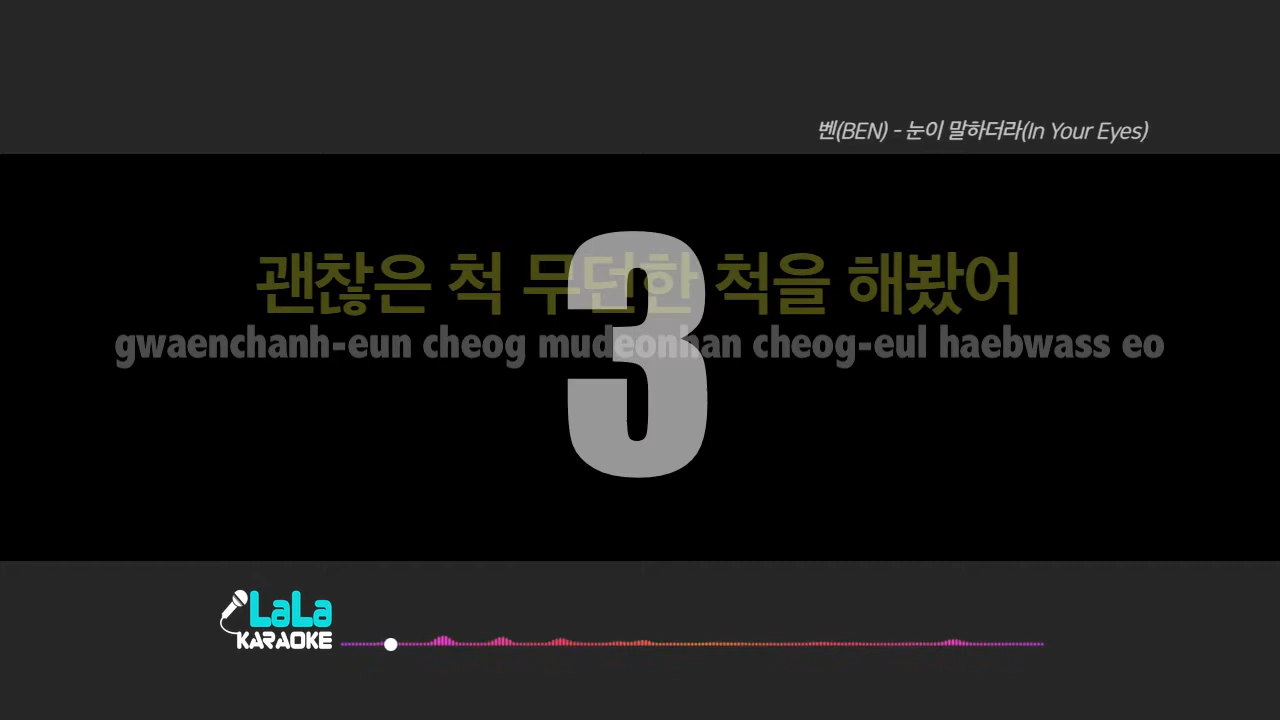 벤(BEN) - 눈이 말하더라(In Your Eyes)
괜찮은 척 무던한 척을 해봤어
gwaenchanh-eun cheog mudeonhan cheog-eul haebwass eo
3
LaLa
KARAOKE